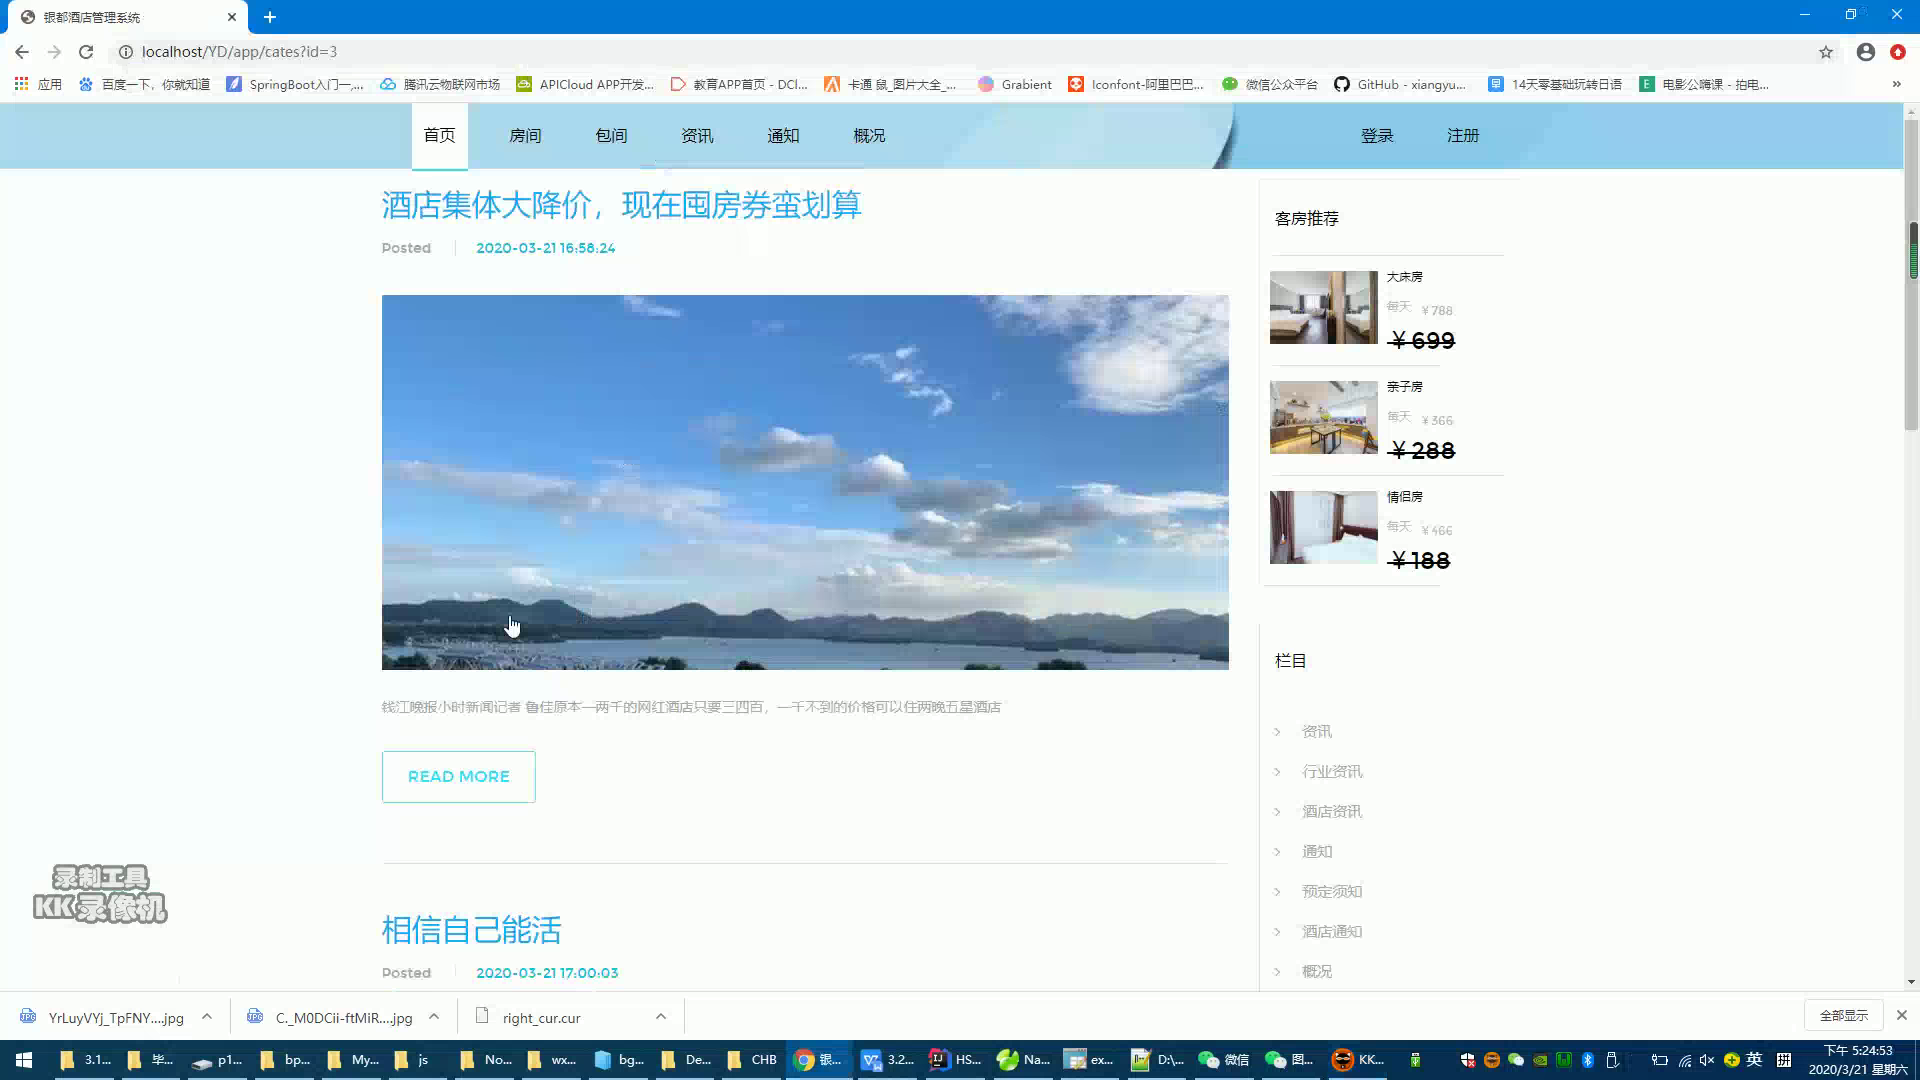 银都酒店管理系统
localhost/YD/app/cates?id=3
应用
百度一下，你就知道
SpringBoot入门一,...
腾讯云物联网市场
APICloud APP开发...
教育APP首页 - DCl...
卡通 鼠_图片大全_...
Grabient
Iconfont-阿里巴巴...
微信公众平台
GitHub - xiangyu...
14天零基础玩转日语
电影公嗨课 - 拍电...
首页
房间
包间
资讯
通知
概况
登录
注册
酒店集体大降价，现在囤房券蛮划算
Posted
2020-03-21 16:58:24
钱江晚报小时新闻记者 鲁佳原本一两千的网红酒店只要三四百，一千不到的价格可以住两晚五星酒店
READ MORE
相信自己能活
Posted
2020-03-21 17:00:03
客房推荐
大床房
每天 ￥788
￥699
亲子房
每天 ￥366
￥288
情侣房
每天 ￥466
￥188
栏目
资讯
行业资讯
酒店资讯
通知
预定须知
酒店通知
概况
录制工具
KK录像机
YrLuyVYj_TpFNY....jpg
C._M0DCii-ftMiR....jpg
right_cur.cur
全部显示
3.1...
毕...
p1...
bp...
My...
js
No...
wx...
bg...
De...
CHB
银...
3.2...
HS...
Na...
ex...
D:\...
微信
图...
KK...
英
拼
下午 5:24:53
2020/3/21 星期六